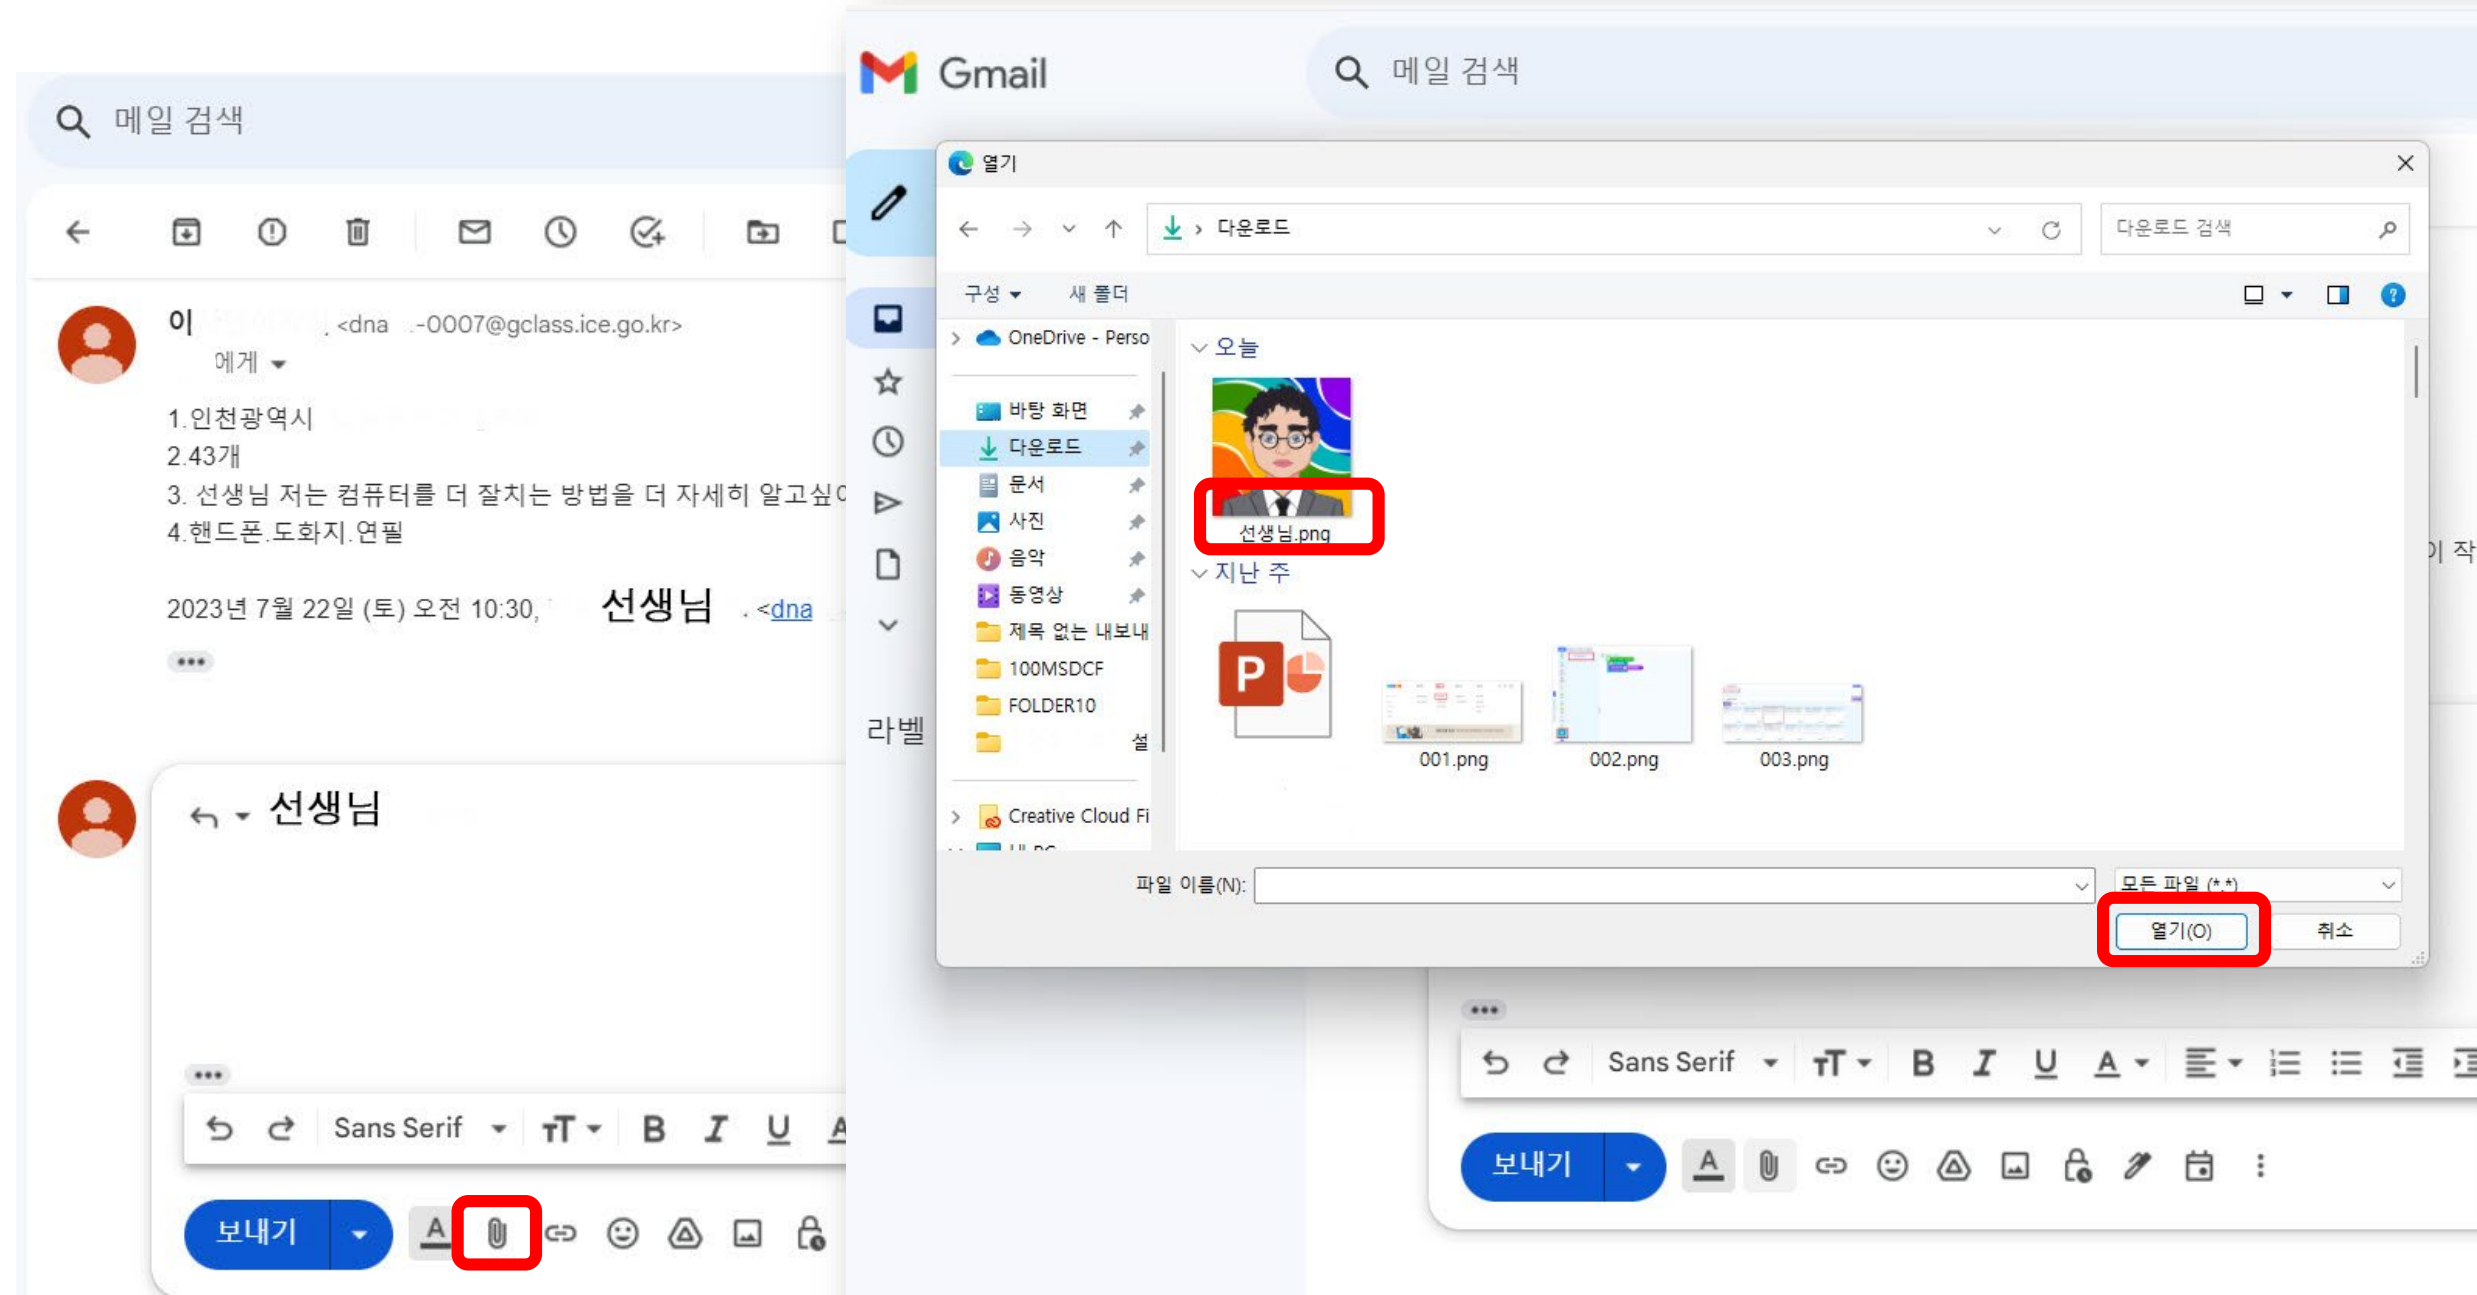 메일 검색
이 <dna -0007@gclass.ice.go.kr>
에게
1.인천광역시
2.43개
3. 선생님 저는 컴퓨터를 더 잘치는 방법을 더 자세히 알고싶어
4.핸드폰.도화지.연필
2023년 7월 22일 (토) 오전 10:30, 선생님 . <dna
선생님
Sans Serif
보내기
Gmail
메일 검색
라벨
열기
다운로드
다운로드 검색
구성
새 폴더
OneDrive - Perso
바탕 화면
다운로드
문서
사진
음악
동영상
제목 없는 내보내
100MSDCF
FOLDER10
설
Creative Cloud Fi
내 PC
오늘
선생님.png
지난 주
001.png
002.png
003.png
파일 이름(N):
모든 파일 (*.*)
열기(O)
취소
이 작
Sans Serif
보내기